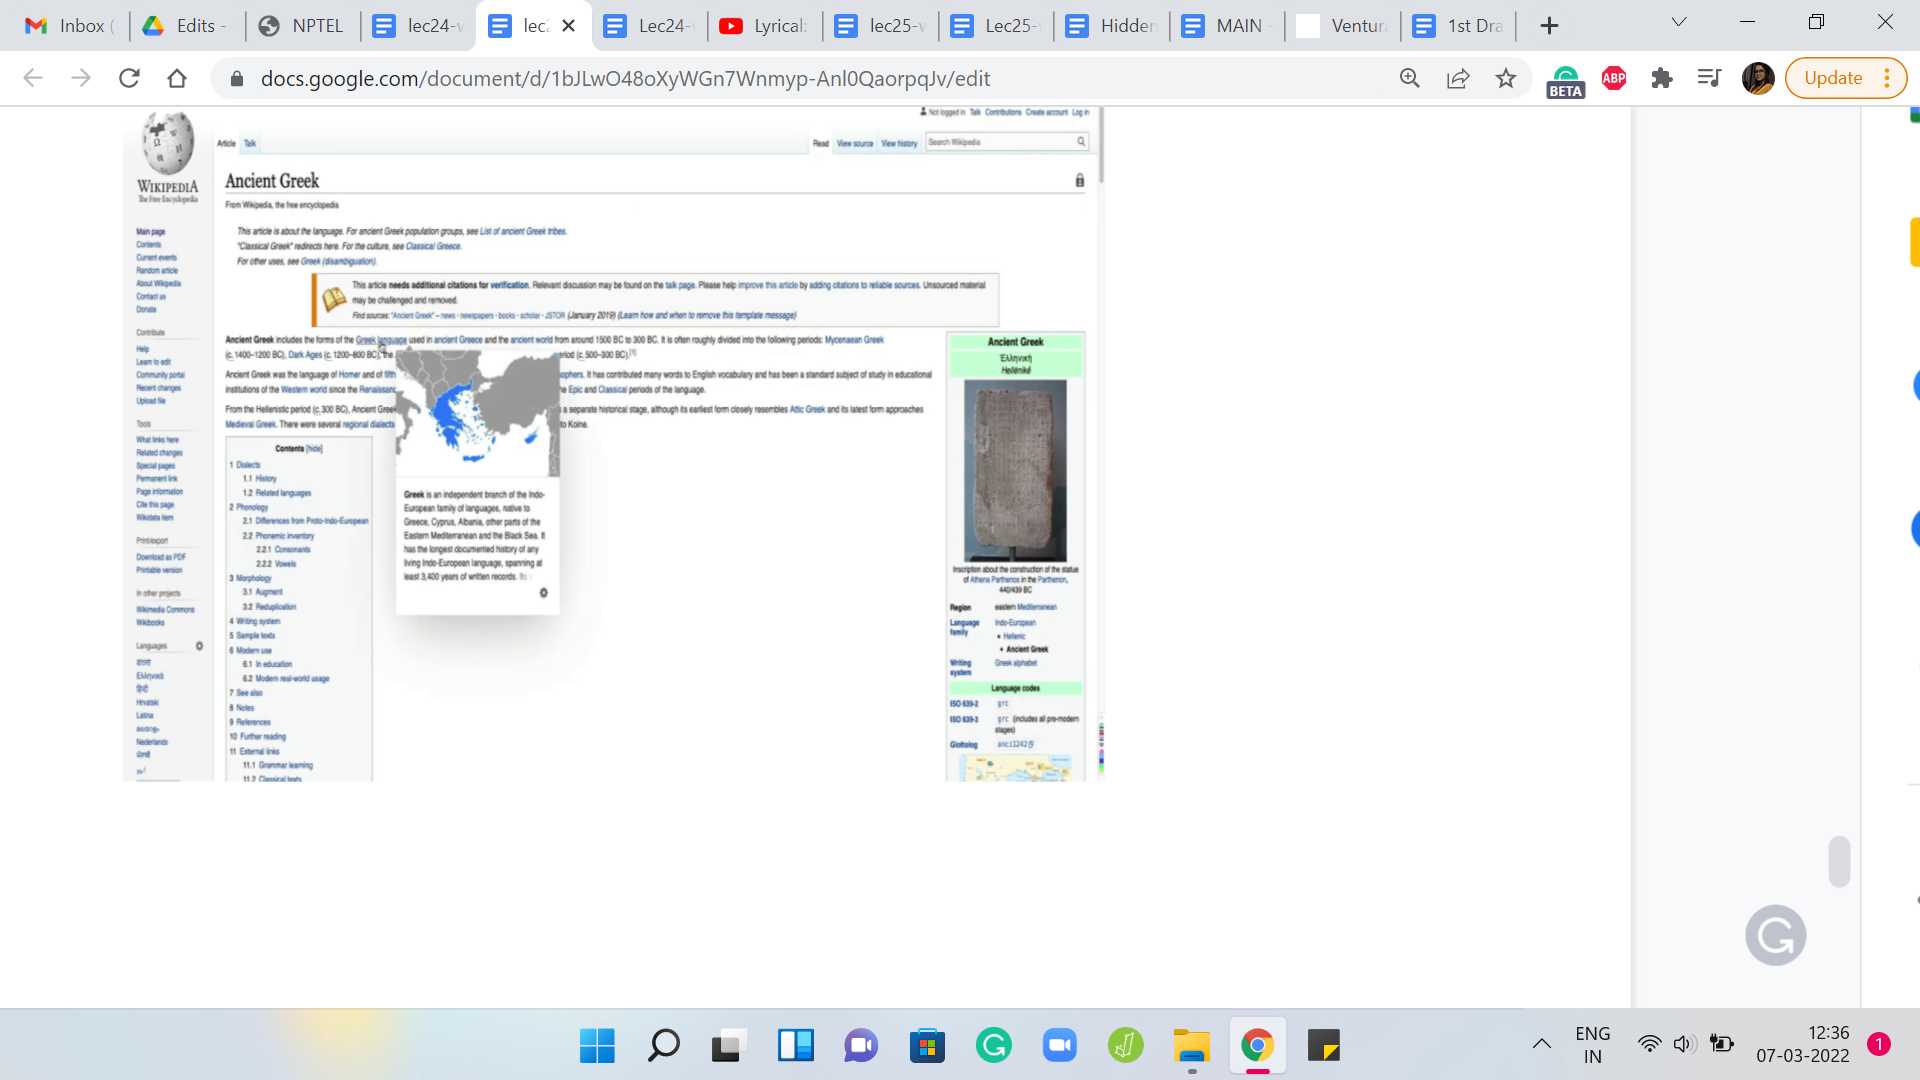 Inbox (
Edits -
NPTEL
lec24-v
lec2
Lec24-
Lyrical:
lec25-v
Lec25-
Hidden
MAIN -
Ventur
1st Dra
docs.google.com/document/d/1bJLwO48oXyWGn7Wnmyp-Anl0QaorpqJv/edit
BETA
ABP
Update
Not logged in Talk Contributions Create account Log in
Article Talk
Read View source View history Search Wikipedia
WIKIPEDIA
The Free Encyclopedia
Ancient Greek
From Wikipedia, the free encyclopedia
This article is about the language. For ancient Greek population groups, see List of ancient Greek tribes.
"Classical Greek" redirects here. For the culture, see Classical Greece.
For other uses, see Greek (disambiguation).
This article needs additional citations for verification. Relevant discussion may be found on the talk page. Please help improve this article by adding citations to reliable sources. Unsourced material
may be challenged and removed.
Find sources: "Ancient Greek" – news · newspapers · books · scholar · JSTOR (January 2019) (Learn how and when to remove this template message)
Ancient Greek includes the forms of the Greek language used in ancient Greece and the ancient world from around 1500 BC to 300 BC. It is often roughly divided into the following periods: Mycenaean Greek
(c. 1400–1200 BC), Dark Ages (c. 1200–800 BC), the
eriod (c. 500–300 BC).[1]
Ancient Greek was the language of Homer and of fifth
osophers. It has contributed many words to English vocabulary and has been a standard subject of study in educational
institutions of the Western world since the Renaissanc
he Epic and Classical periods of the language.
From the Hellenistic period (c. 300 BC), Ancient Greek
a separate historical stage, although its earliest form closely resembles Attic Greek and its latest form approaches
Medieval Greek. There were several regional dialects
to Koine.
Greek is an independent branch of the Indo-
European family of languages, native to
Greece, Cyprus, Albania, other parts of the
Eastern Mediterranean and the Black Sea. It
has the longest documented history of any
living Indo-European language, spanning at
least 3,400 years of written records. Its
Main page
Contents
Current events
Random article
About Wikipedia
Contact us
Donate
Contribute
Help
Learn to edit
Community portal
Recent changes
Upload file
Tools
What links here
Related changes
Special pages
Permanent link
Page information
Cite this page
Wikidata item
Print/export
Download as PDF
Printable version
In other projects
Wikimedia Commons
Wikibooks
Languages
বাংলা
Ελληνικά
हिन्दी
Hrvatski
Latina
Nederlands
Contents [hide]
1 Dialects
1.1 History
1.2 Related languages
2 Phonology
2.1 Differences from Proto-Indo-European
2.2 Phonemic inventory
2.2.1 Consonants
2.2.2 Vowels
3 Morphology
3.1 Augment
3.2 Reduplication
4 Writing system
5 Sample texts
6 Modern use
6.1 In education
6.2 Modern real-world usage
7 See also
8 Notes
9 References
10 Further reading
11 External links
11.1 Grammar learning
11.2 Classical texts
Ancient Greek
Ἑλληνική
Hellēnikḗ
Inscription about the construction of the statue
of Athena Parthenos in the Parthenon,
440/439 BC
Region eastern Mediterranean
Language family Indo-European
• Hellenic
• Ancient Greek
Writing system Greek alphabet
Language codes
ISO 639-2 grc
ISO 639-3 grc (includes all pre-modern
stages)
Glottolog anci1242
ENG
IN
12:36
07-03-2022
1